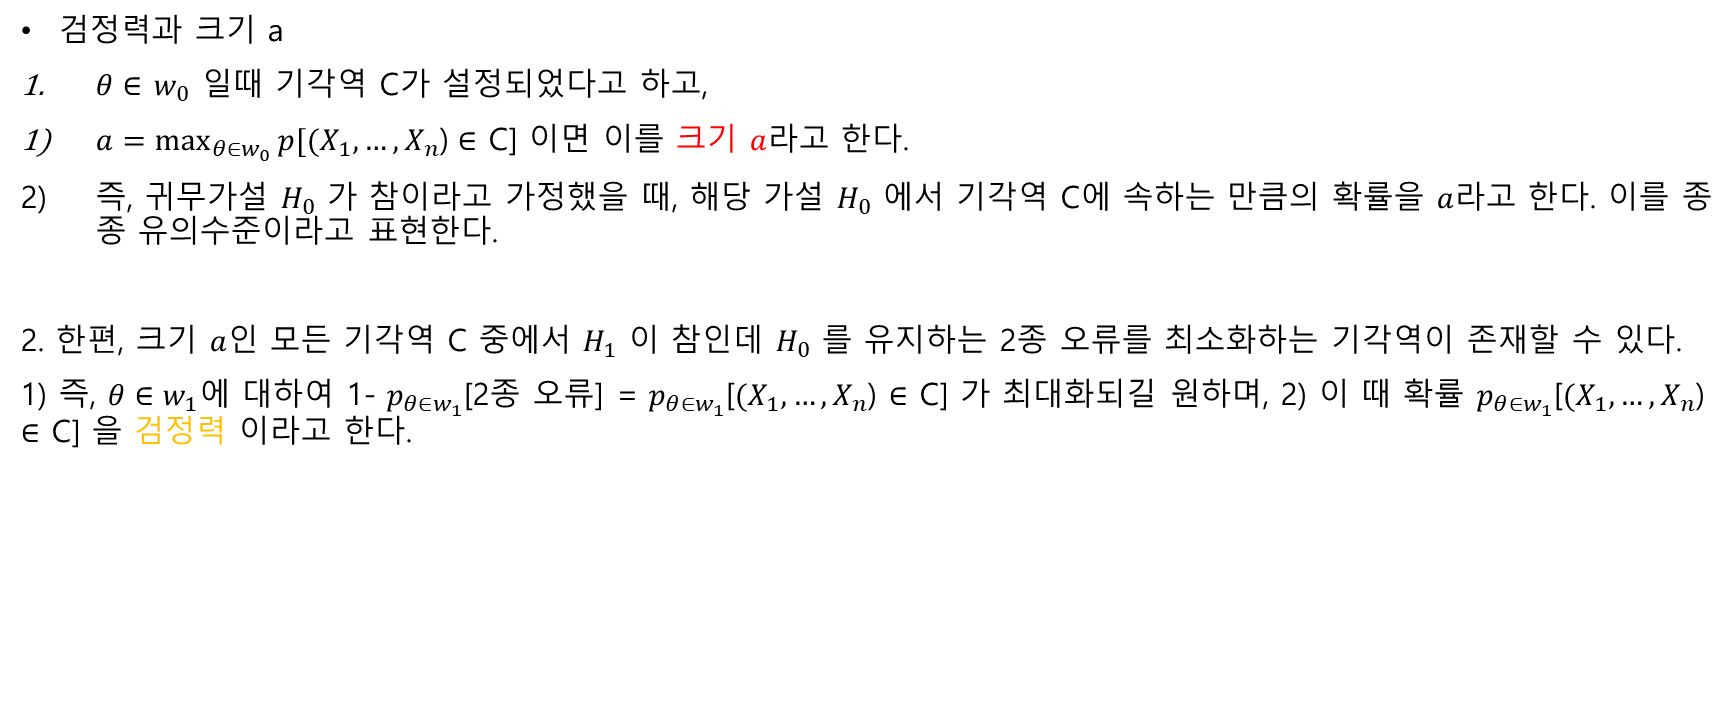 • 검정력과 크기 a
1. 𝜃 ∈ 𝑤₀ 일때 기각역 C가 설정되었다고 하고,
1) 𝑎 = max_{𝜃∈𝑤₀} 𝑝[(𝑋₁, … , 𝑋ₙ) ∈ C] 이면 이를 크기 𝑎라고 한다.
2) 즉, 귀무가설 𝐻₀ 가 참이라고 가정했을 때, 해당 가설 𝐻₀ 에서 기각역 C에 속하는 만큼의 확률을 𝑎라고 한다. 이를 종
종 유의수준이라고 표현한다.
2. 한편, 크기 𝑎인 모든 기각역 C 중에서 𝐻₁ 이 참인데 𝐻₀ 를 유지하는 2종 오류를 최소화하는 기각역이 존재할 수 있다.
1) 즉, 𝜃 ∈ 𝑤₁에 대하여 1- 𝑝_{𝜃∈𝑤₁}[2종 오류] = 𝑝_{𝜃∈𝑤₁}[(𝑋₁, … , 𝑋ₙ) ∈ C] 가 최대화되길 원하며, 2) 이 때 확률 𝑝_{𝜃∈𝑤₁}[(𝑋₁, … , 𝑋ₙ)
∈ C] 을 검정력 이라고 한다.